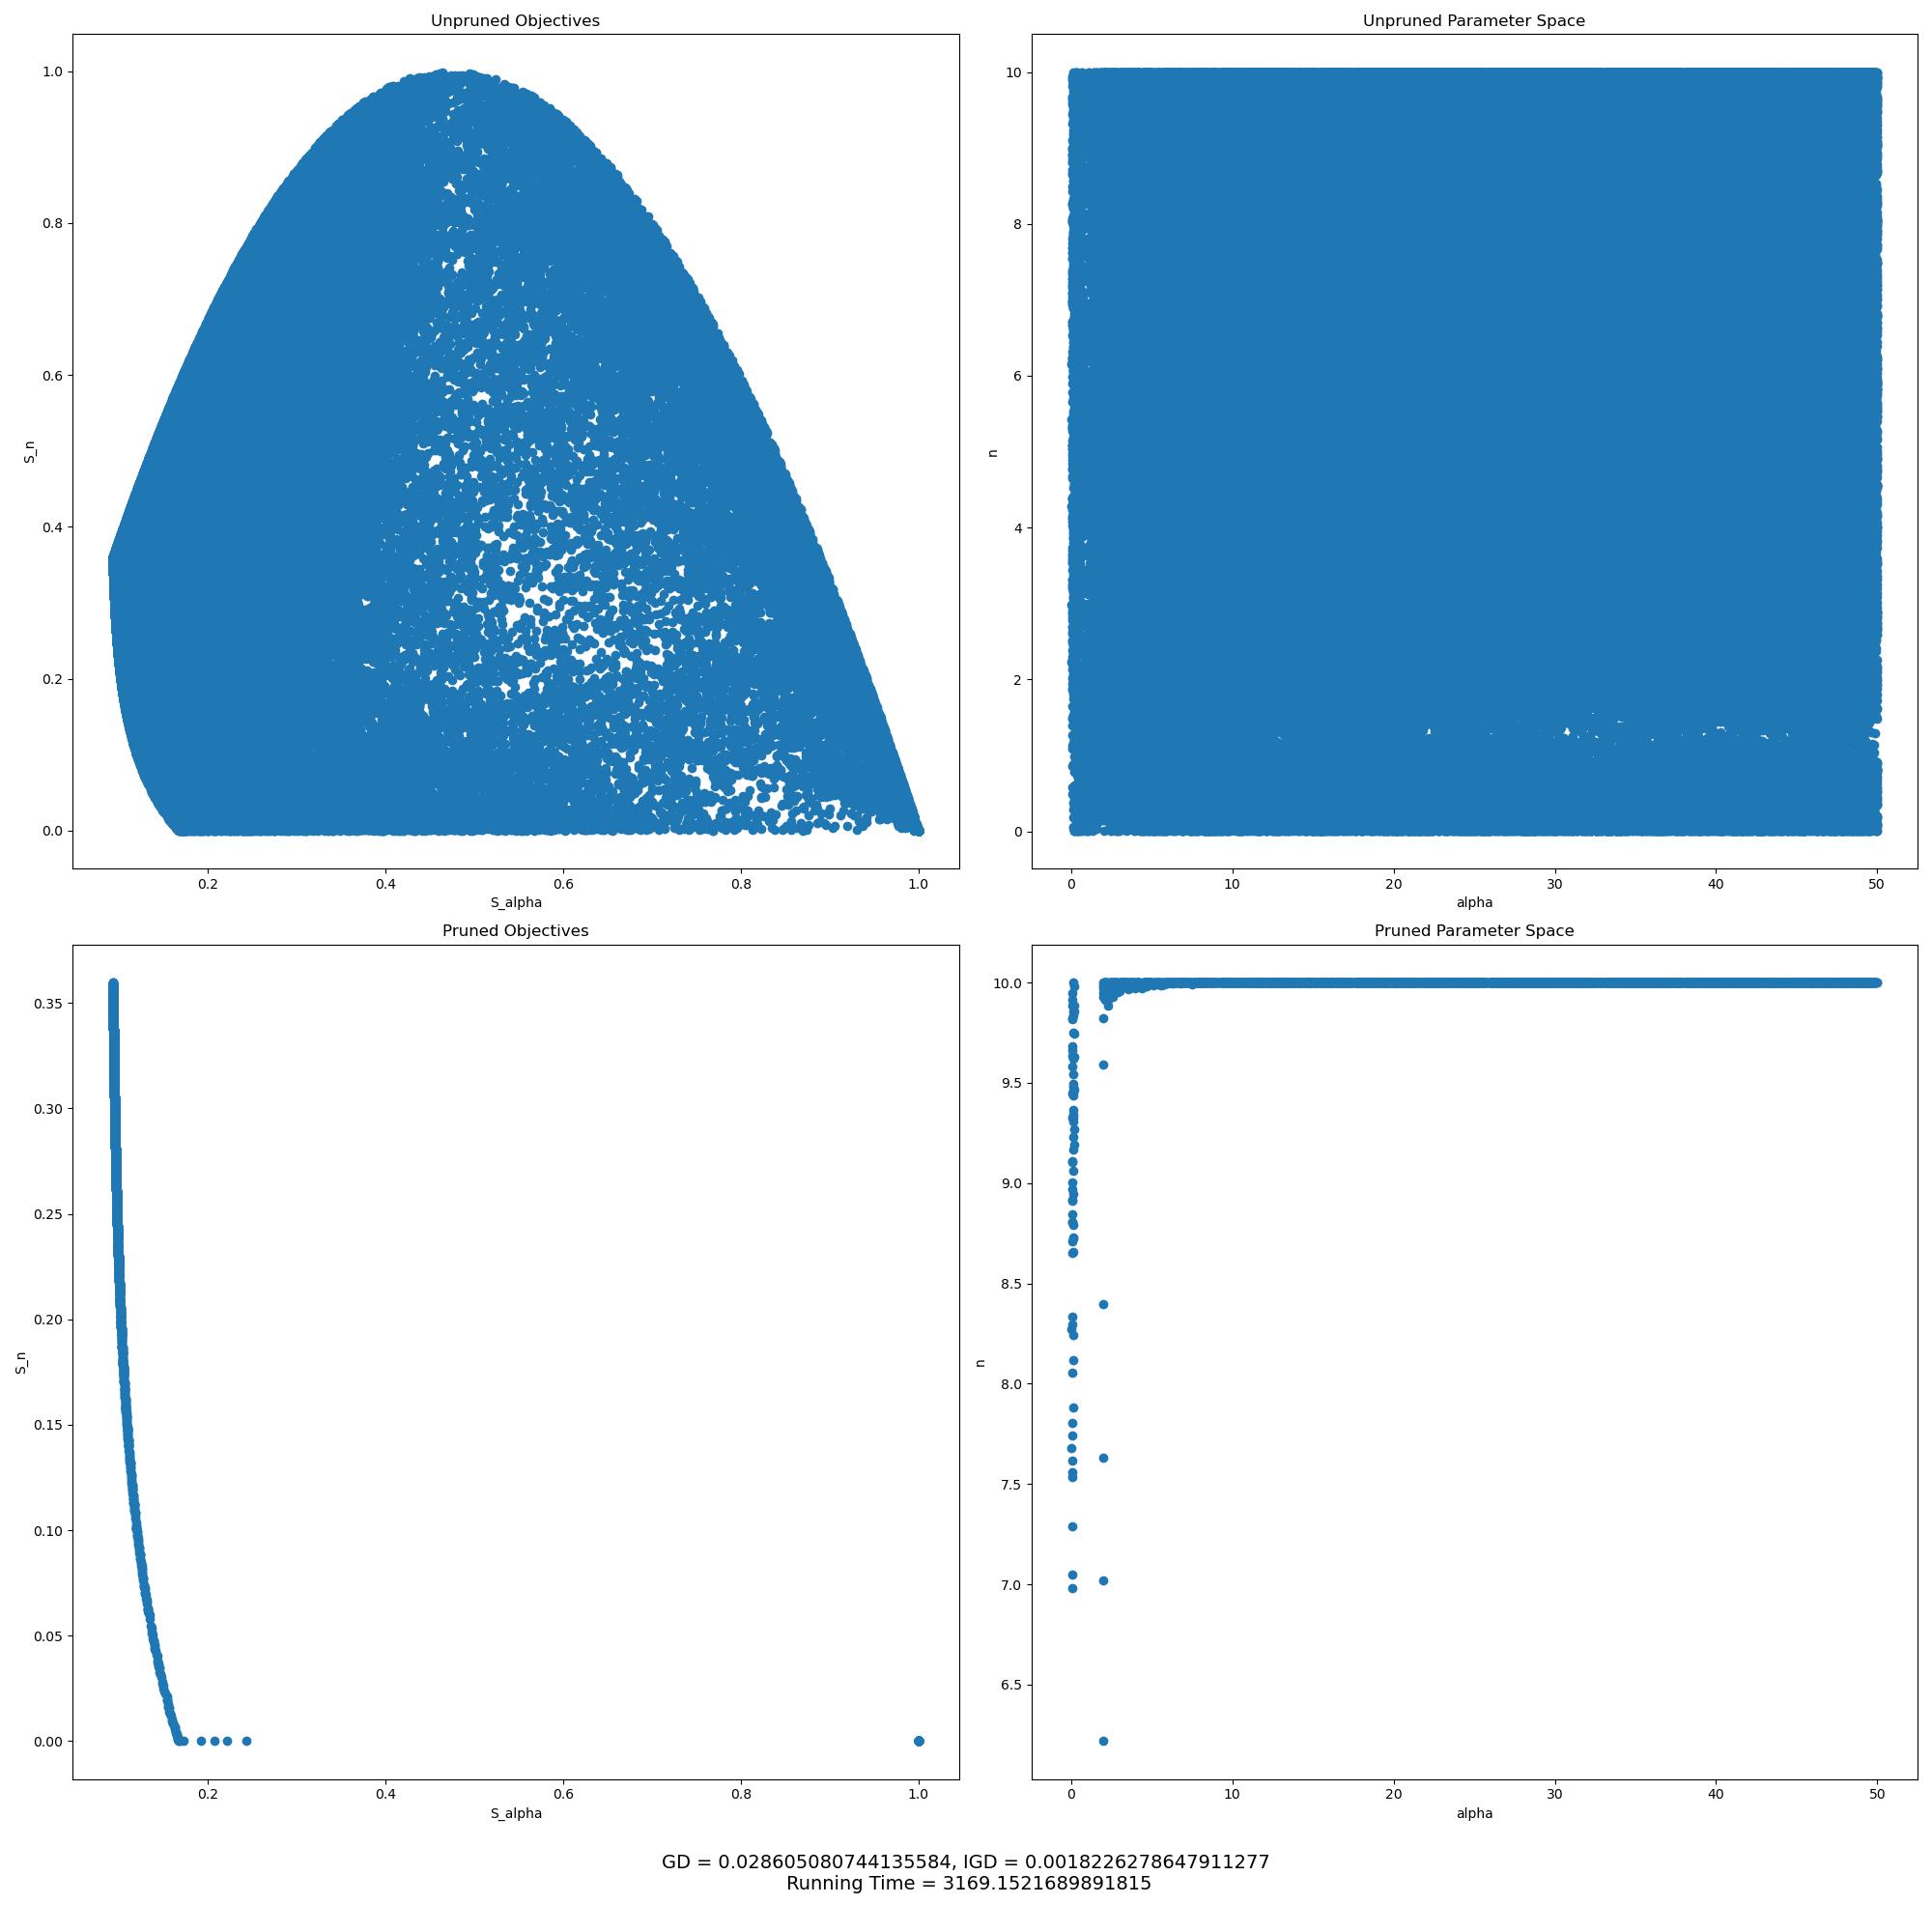 Unpruned Objectives
1.0
0.8
0.6
0.4
0.2
0.0
S_n
0.2 0.4 0.6 0.8 1.0
S_alpha
Unpruned Parameter Space
10
8
6
4
2
0
n
0 10 20 30 40 50
alpha
Pruned Objectives
0.35
0.30
0.25
0.20
0.15
0.10
0.05
0.00
S_n
0.2 0.4 0.6 0.8 1.0
S_alpha
Pruned Parameter Space
10.0
9.5
9.0
8.5
8.0
7.5
7.0
6.5
n
0 10 20 30 40 50
alpha
GD = 0.028605080744135584, IGD = 0.0018226278647911277
Running Time = 3169.1521689891815